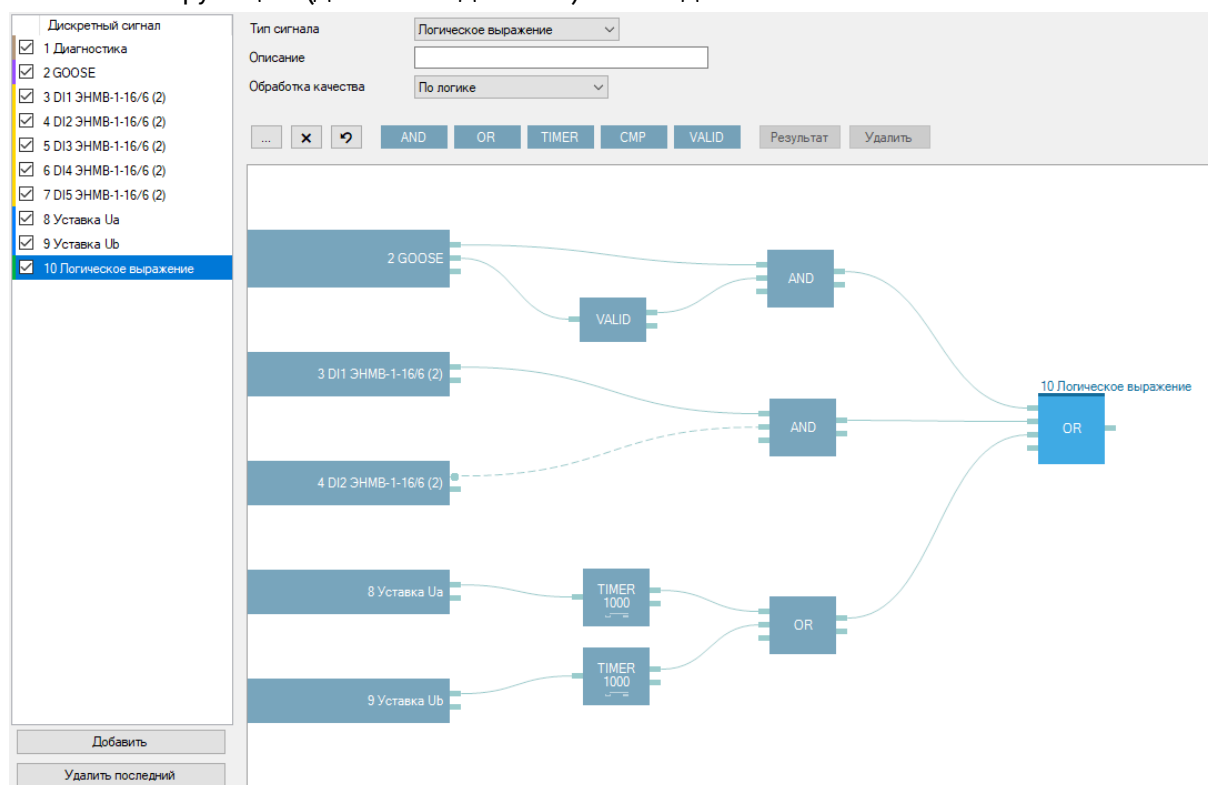 Дискретный сигнал
1 Диагностика
2 GOOSE
3 DI1 ЭНМВ-1-16/6 (2)
4 DI2 ЭНМВ-1-16/6 (2)
5 DI3 ЭНМВ-1-16/6 (2)
6 DI4 ЭНМВ-1-16/6 (2)
7 DI5 ЭНМВ-1-16/6 (2)
8 Уставка Ua
9 Уставка Ub
10 Логическое выражение
Добавить
Удалить последний
Тип сигнала
Логическое выражение
Описание
Обработка качества
По логике
...
AND
OR
TIMER
CMP
VALID
Результат
Удалить
2 GOOSE
VALID
AND
3 DI1 ЭНМВ-1-16/6 (2)
4 DI2 ЭНМВ-1-16/6 (2)
AND
8 Уставка Ua
TIMER
1000
9 Уставка Ub
TIMER
1000
OR
10 Логическое выражение
OR